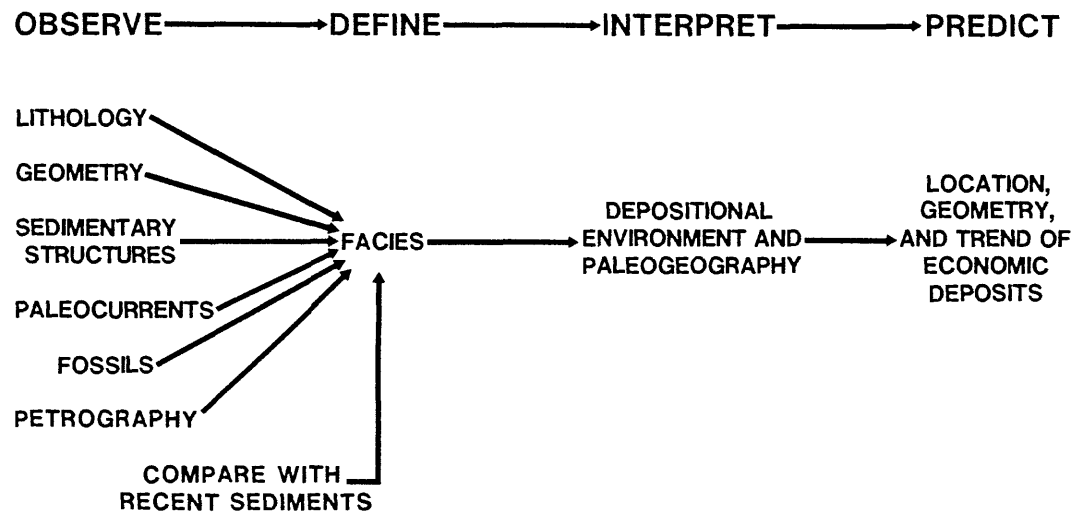 OBSERVE DEFINE INTERPRET PREDICT
LITHOLOGY
GEOMETRY
SEDIMENTARY
STRUCTURES
PALEOCURRENTS
FOSSILS
PETROGRAPHY
COMPARE WITH
RECENT SEDIMENTS
FACIES
DEPOSITIONAL
ENVIRONMENT AND
PALEOGEOGRAPHY
LOCATION,
GEOMETRY,
AND TREND OF
ECONOMIC
DEPOSITS